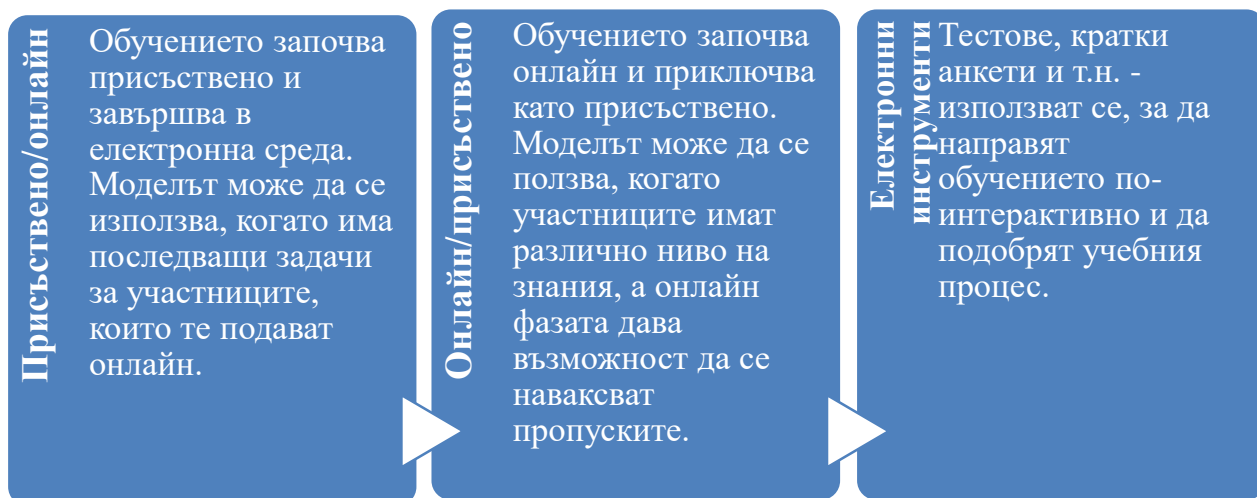 Присъствено/онлайн
Обучението започва
присъствено и
завършва в
електронна среда.
Моделът може да се
използва, когато има
последващи задачи
за участниците,
които те подават
онлайн.
Онлайн/присъствено
Обучението започва
онлайн и приключва
като присъствено.
Моделът може да се
ползва, когато
участниците имат
различно ниво на
знания, а онлайн
фазата дава
възможност да се
наваксват
пропуските.
Електронни
инструменти
Тестове, кратки
анкети и т.н. -
използват се, за да
направят
обучението по-
интерактивно и да
подобрят учебния
процес.